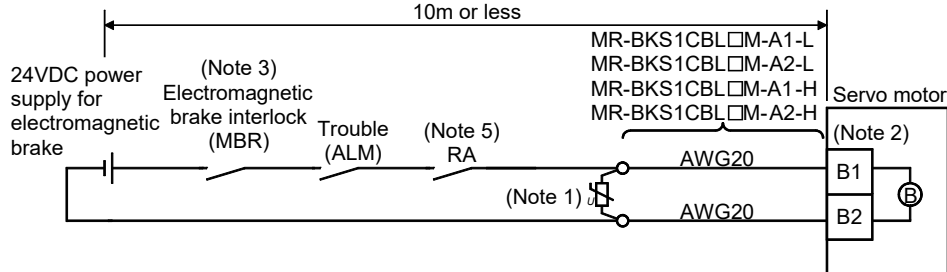 10m or less
MR-BKS1CBL□M-A1-L
MR-BKS1CBL□M-A2-L
MR-BKS1CBL□M-A1-H
MR-BKS1CBL□M-A2-H
24VDC power
supply for
electromagnetic
brake
(Note 3)
Electromagnetic
brake interlock
(MBR)
Trouble
(ALM)
(Note 5)
RA
Servo motor
(Note 2)
AWG20
B1
(Note 1)
U
B
AWG20
B2